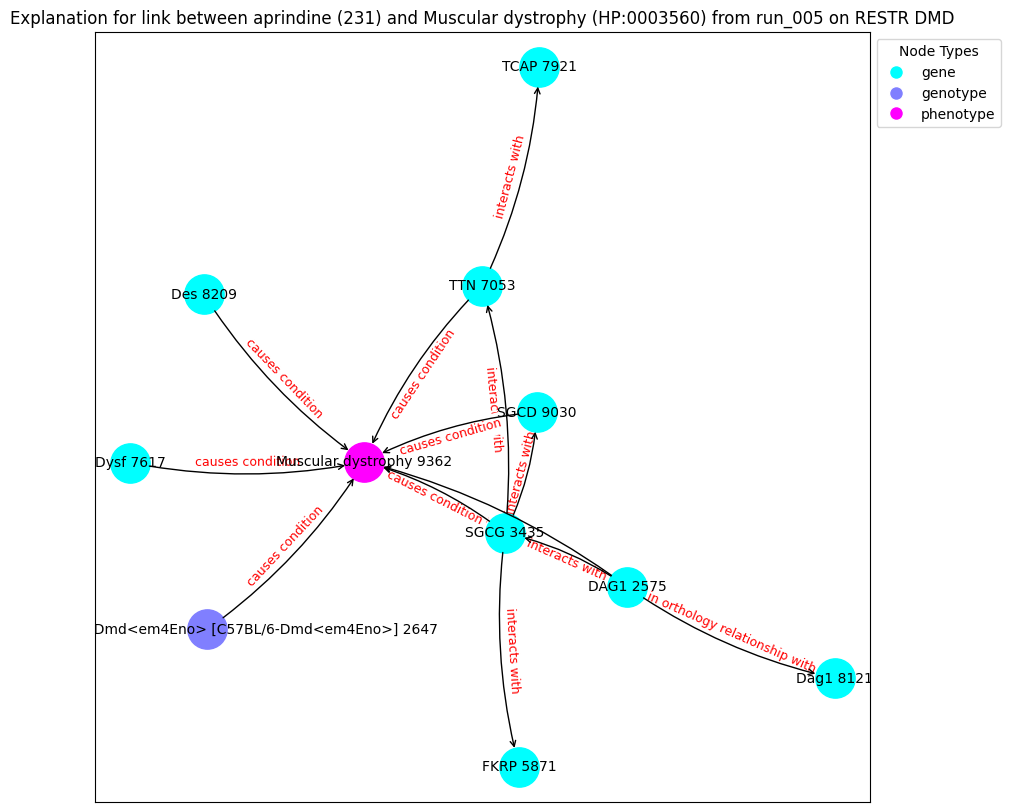 Explanation for link between aprindine (231) and Muscular dystrophy (HP:0003560) from run_005 on RESTR DMD
Node Types
gene
genotype
phenotype
TCAP 7921
interacts with
TTN 7053
Des 8209
causes condition
causes condition
interacts with
SGCD 9030
causes condition
interacts with
Dysf 7617
causes condition
Muscular dystrophy 9362
causes condition
SGCG 3435
interacts with
DAG1 2575
causes condition
in orthology relationship with
Dmd<em4Eno> [C57BL/6-Dmd<em4Eno>] 2647
interacts with
Dag1 8121
FKRP 5871